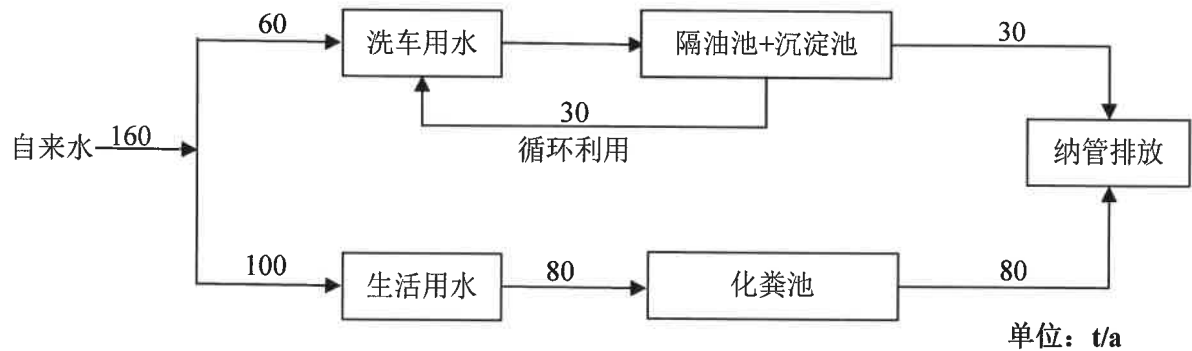 60
洗车用水
隔油池+沉淀池
30
30
循环利用
自来水
160
纳管排放
100
生活用水
80
化粪池
80
单位：t/a